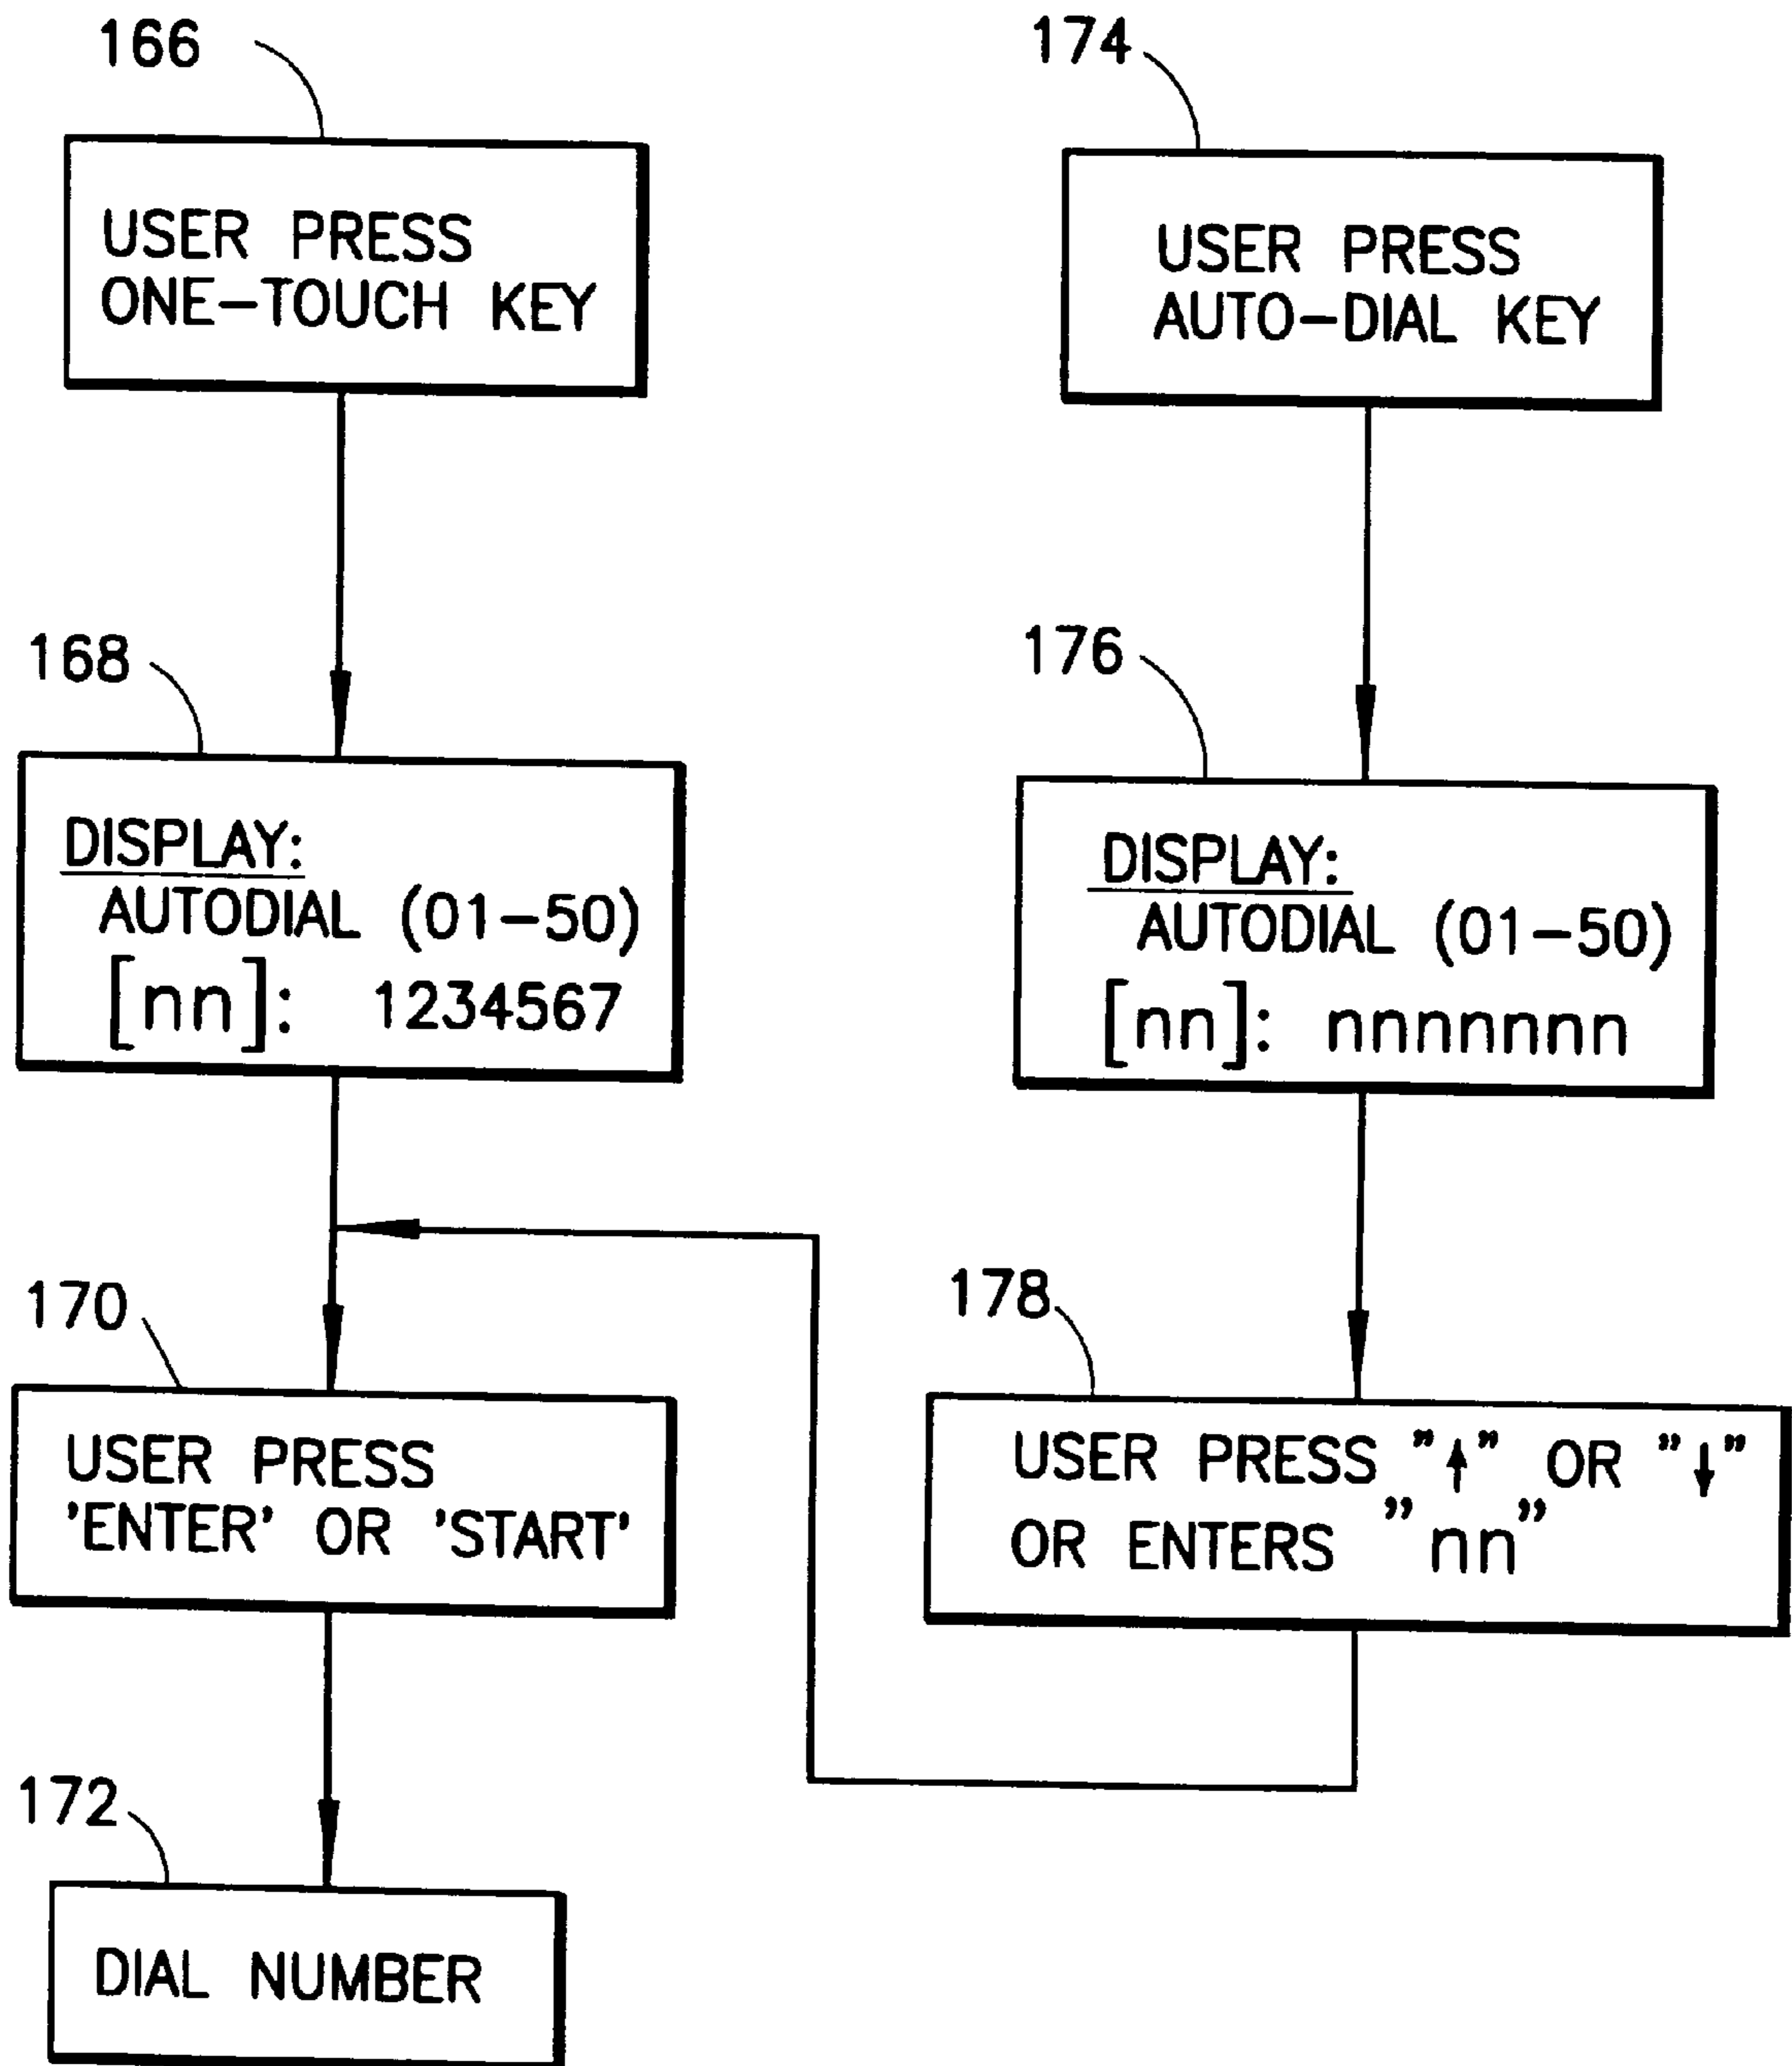 166
USER PRESS
ONE-TOUCH KEY
168
DISPLAY:
AUTODIAL (01-50)
[nn]: 1234567
170
USER PRESS
'ENTER' OR 'START'
172
DIAL NUMBER
174
USER PRESS
AUTO-DIAL KEY
176
DISPLAY:
AUTODIAL (01-50)
[nn]: nnnnnnn
178
USER PRESS "↑" OR "↓"
OR ENTERS "nn"